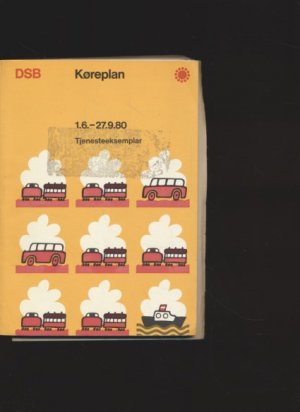 DSB Køreplan
1.6.–27.9.80
Tjenesteeksemplar